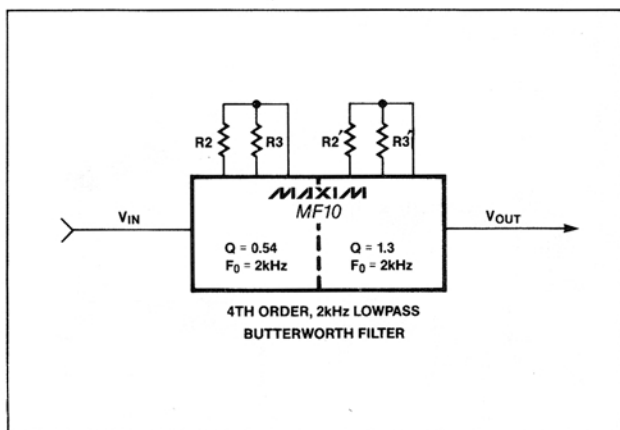 R2 R3 R2′ R3′
MAXIM
MF10
VIN VOUT
Q = 0.54 Q = 1.3
F0 = 2kHz F0 = 2kHz
4TH ORDER, 2kHz LOWPASS
BUTTERWORTH FILTER